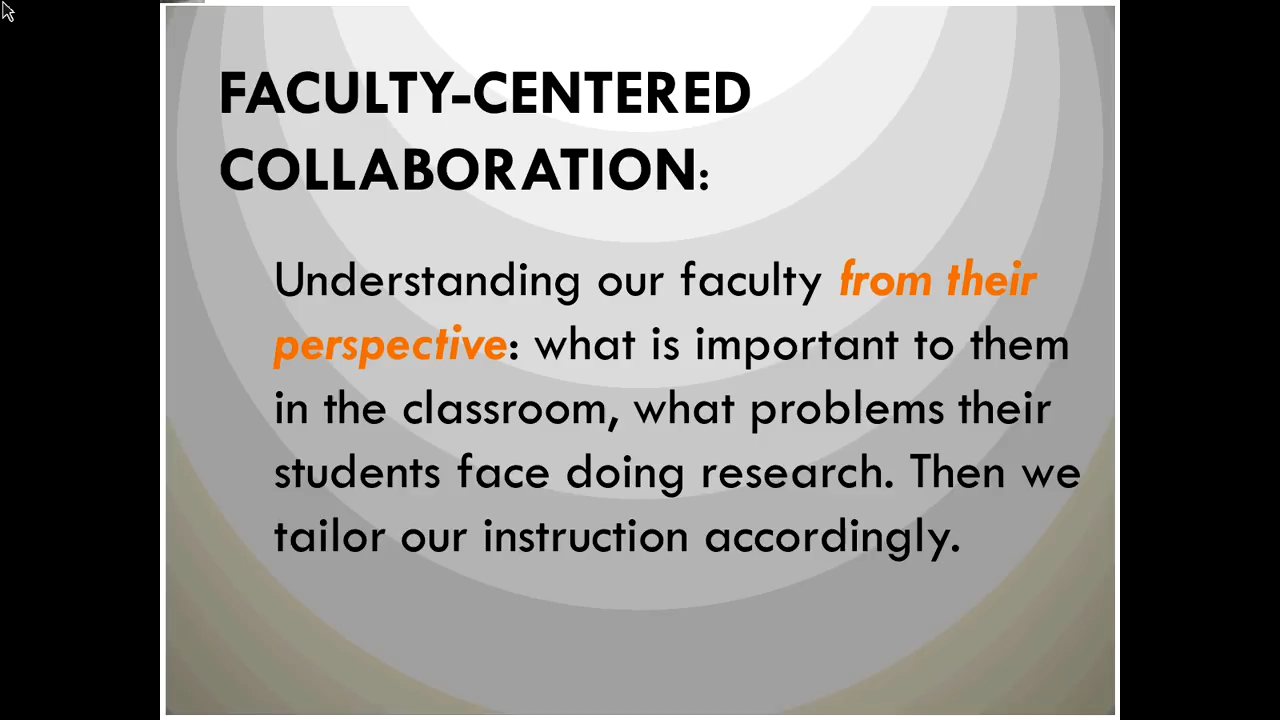 FACULTY-CENTERED
COLLABORATION:
Understanding our faculty from their
perspective: what is important to them
in the classroom, what problems their
students face doing research. Then we
tailor our instruction accordingly.